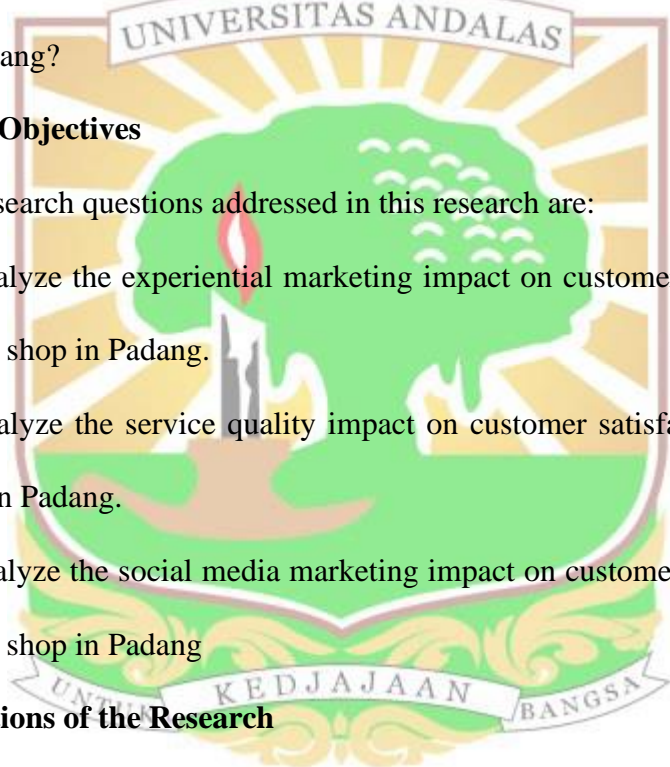 UNIVERSITAS ANDALAS
ang?
Objectives
search questions addressed in this research are:
alyze the experiential marketing impact on custome
shop in Padang.
alyze the service quality impact on customer satisfa
n Padang.
alyze the social media marketing impact on custome
shop in Padang
UNTUK KEDJAJAAN BANGSA
ions of the Research